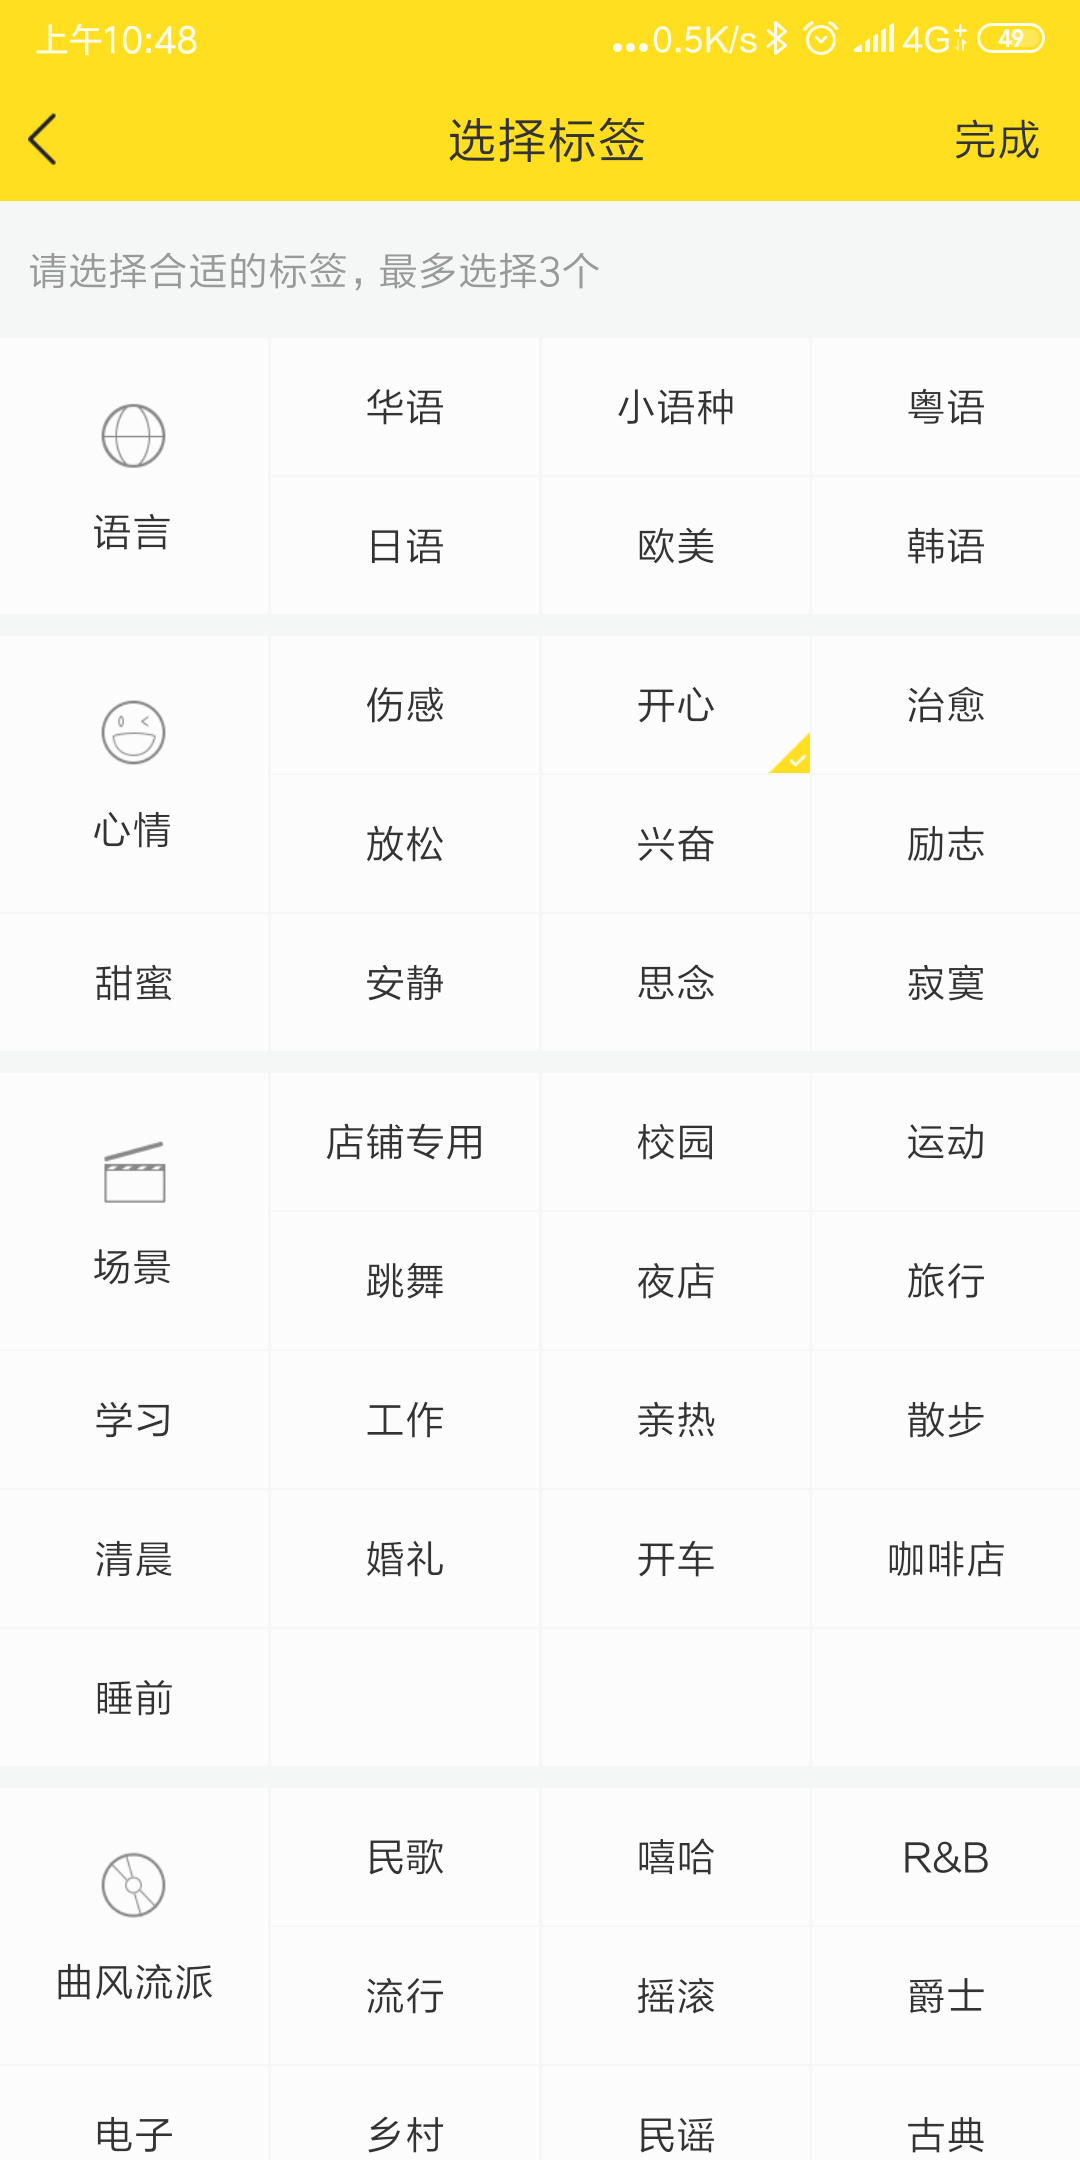 上午10:48 ...0.5K/s 4G 49
选择标签 完成
请选择合适的标签，最多选择3个
语言
华语 小语种 粤语
日语 欧美 韩语
心情
伤感 开心 治愈
放松 兴奋 励志
甜蜜 安静 思念 寂寞
场景
店铺专用 校园 运动
跳舞 夜店 旅行
学习 工作 亲热 散步
清晨 婚礼 开车 咖啡店
睡前
曲风流派
民歌 嘻哈 R&B
流行 摇滚 爵士
电子 乡村 民谣 古典